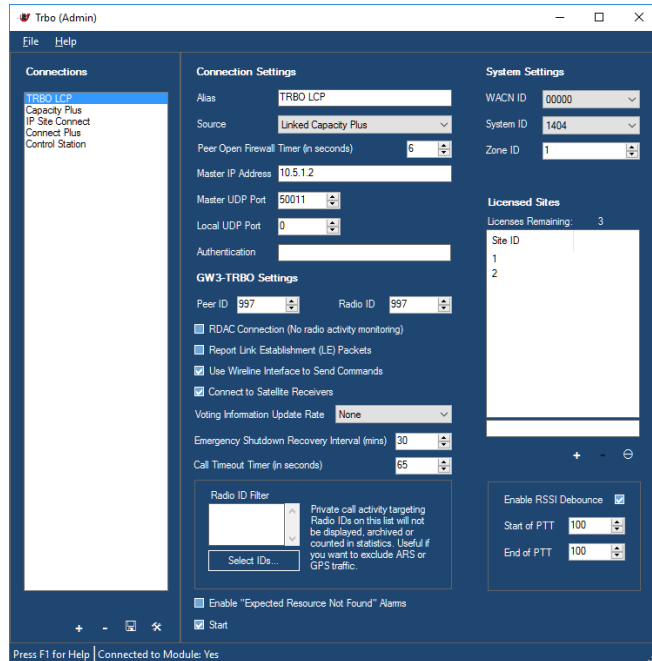 Trbo (Admin)
File Help
Connections
TRBO LCP
Capacity Plus
IP Site Connect
Connect Plus
Control Station
Connection Settings
Alias TRBO LCP
Source Linked Capacity Plus
Peer Open Firewall Timer (in seconds) 6
Master IP Address 10.5.1.2
Master UDP Port 50011
Local UDP Port 0
Authentication
GW3-TRBO Settings
Peer ID 997 Radio ID 997
RDAC Connection (No radio activity monitoring)
Report Link Establishment (LE) Packets
Use Wireline Interface to Send Commands
Connect to Satellite Receivers
Voting Information Update Rate None
Emergency Shutdown Recovery Interval (mins) 30
Call Timeout Timer (in seconds) 65
Radio ID Filter
Select IDs...
Private call activity targeting
Radio IDs on this list will not
be displayed, archived or
counted in statistics. Useful if
you want to exclude ARS or
GPS traffic.
Enable "Expected Resource Not Found" Alarms
Start
System Settings
WACN ID 00000
System ID 1404
Zone ID 1
Licensed Sites
Licenses Remaining: 3
Site ID
1
2
Enable RSSI Debounce
Start of PTT 100
End of PTT 100
Press F1 for Help Connected to Module: Yes